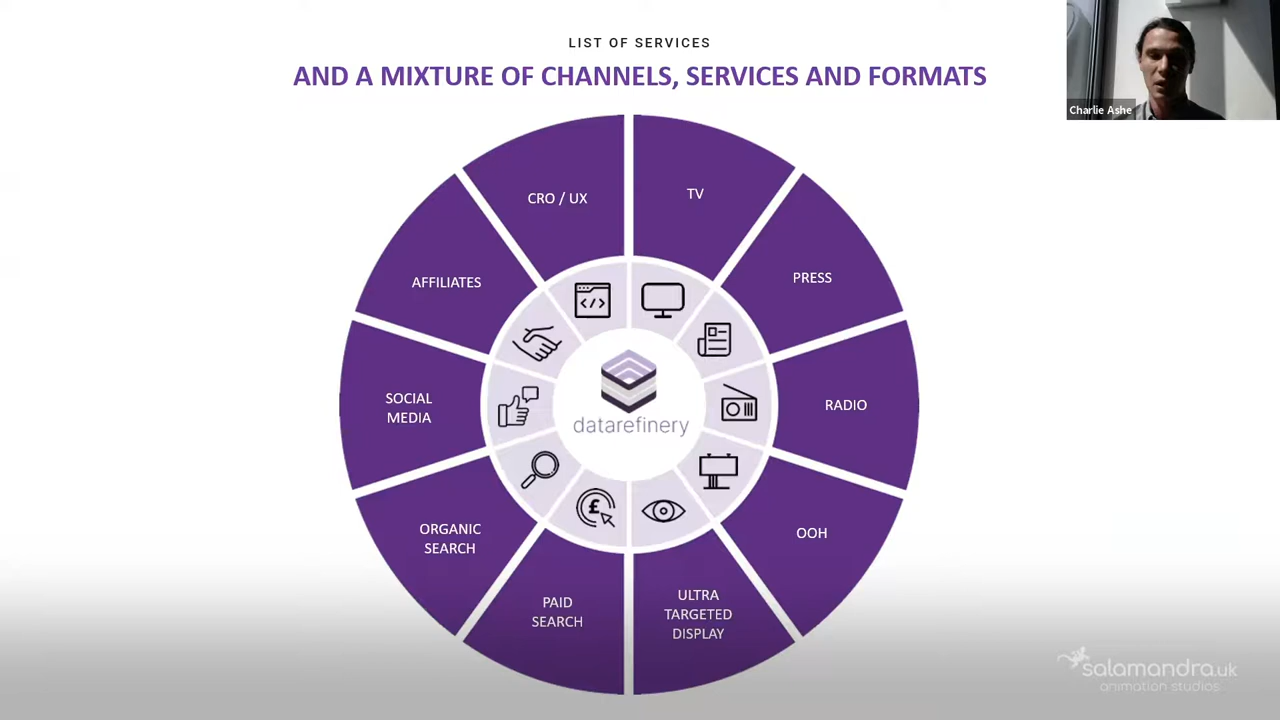 LIST OF SERVICES
AND A MIXTURE OF CHANNELS, SERVICES AND FORMATS
Charlie Ashe
CRO / UX
TV
AFFILIATES
PRESS
SOCIAL
MEDIA
RADIO
datarefinery
£
ORGANIC
SEARCH
OOH
PAID
SEARCH
ULTRA
TARGETED
DISPLAY
salamandra.uk
animation studios